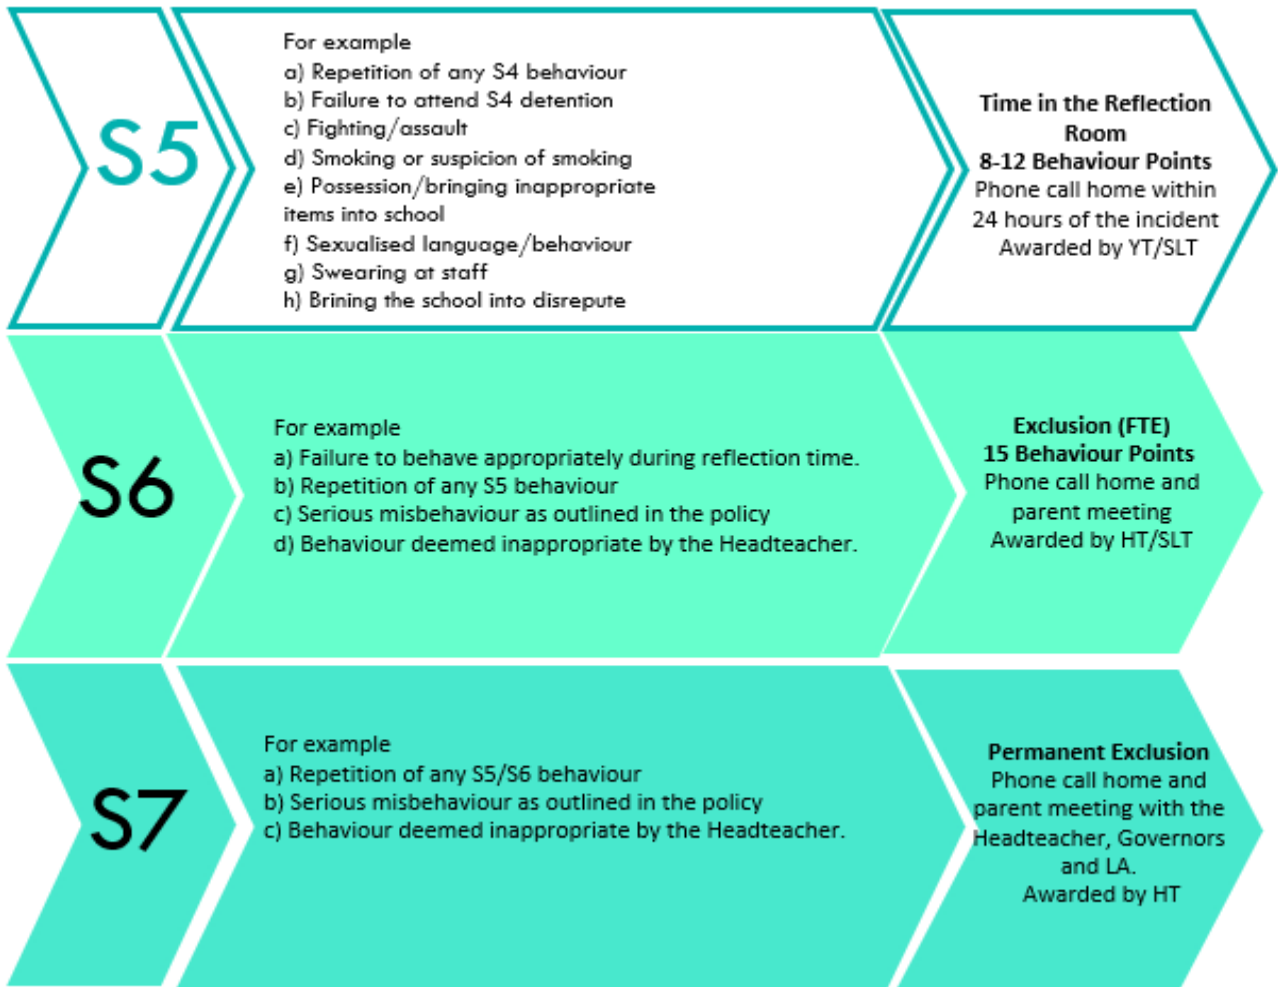 S5
For example
a) Repetition of any S4 behaviour
b) Failure to attend S4 detention
c) Fighting/assault
d) Smoking or suspicion of smoking
e) Possession/bringing inappropriate
items into school
f) Sexualised language/behaviour
g) Swearing at staff
h) Brining the school into disrepute
Time in the Reflection
Room
8-12 Behaviour Points
Phone call home within
24 hours of the incident
Awarded by YT/SLT
S6
For example
a) Failure to behave appropriately during reflection time.
b) Repetition of any S5 behaviour
c) Serious misbehaviour as outlined in the policy
d) Behaviour deemed inappropriate by the Headteacher.
Exclusion (FTE)
15 Behaviour Points
Phone call home and
parent meeting
Awarded by HT/SLT
S7
For example
a) Repetition of any S5/S6 behaviour
b) Serious misbehaviour as outlined in the policy
c) Behaviour deemed inappropriate by the Headteacher.
Permanent Exclusion
Phone call home and
parent meeting with the
Headteacher, Governors
and LA.
Awarded by HT